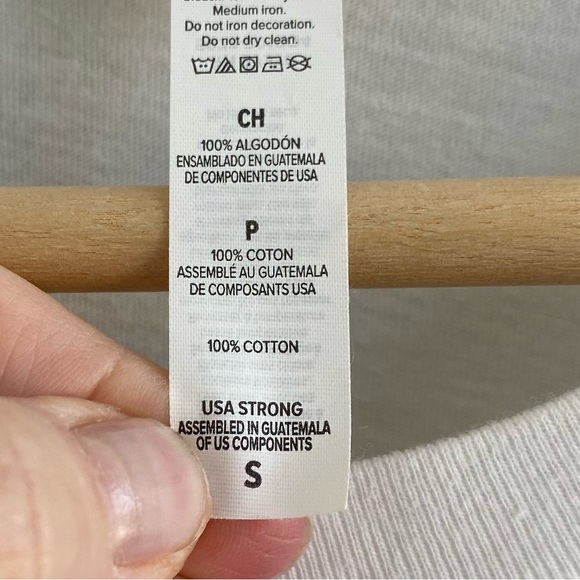 Medium iron.
Do not iron decoration.
Do not dry clean.
CH
100% ALGODÓN
ENSAMBLADO EN GUATEMALA
DE COMPONENTES DE USA
P
100% COTON
ASSEMBLÉ AU GUATEMALA
DE COMPOSANTS USA
100% COTTON
USA STRONG
ASSEMBLED IN GUATEMALA
OF US COMPONENTS
S